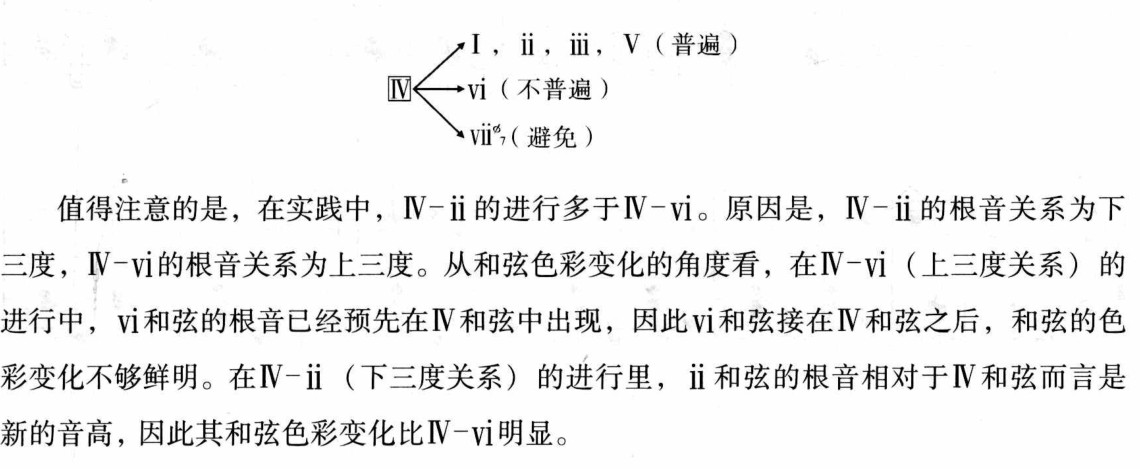 Ⅰ，ⅱ，ⅲ，Ⅴ（普遍）
Ⅳ
ⅵ（不普遍）
ⅶ⌀7（避免）
值得注意的是，在实践中，Ⅳ-ⅱ的进行多于Ⅳ-ⅵ。原因是，Ⅳ-ⅱ的根音关系为下
三度，Ⅳ-ⅵ的根音关系为上三度。从和弦色彩变化的角度看，在Ⅳ-ⅵ（上三度关系）的
进行中，ⅵ和弦的根音已经预先在Ⅳ和弦中出现，因此ⅵ和弦接在Ⅳ和弦之后，和弦的色
彩变化不够鲜明。在Ⅳ-ⅱ（下三度关系）的进行里，ⅱ和弦的根音相对于Ⅳ和弦而言是
新的音高，因此其和弦色彩变化比Ⅳ-ⅵ明显。